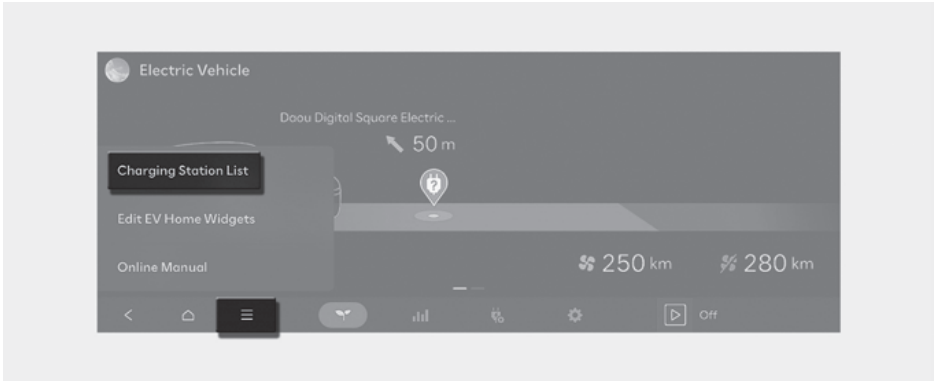 Electric Vehicle
Doou Digital Square Electric ...
50 m
Charging Station List
Edit EV Home Widgets
Online Manual
250 km
280 km
Off